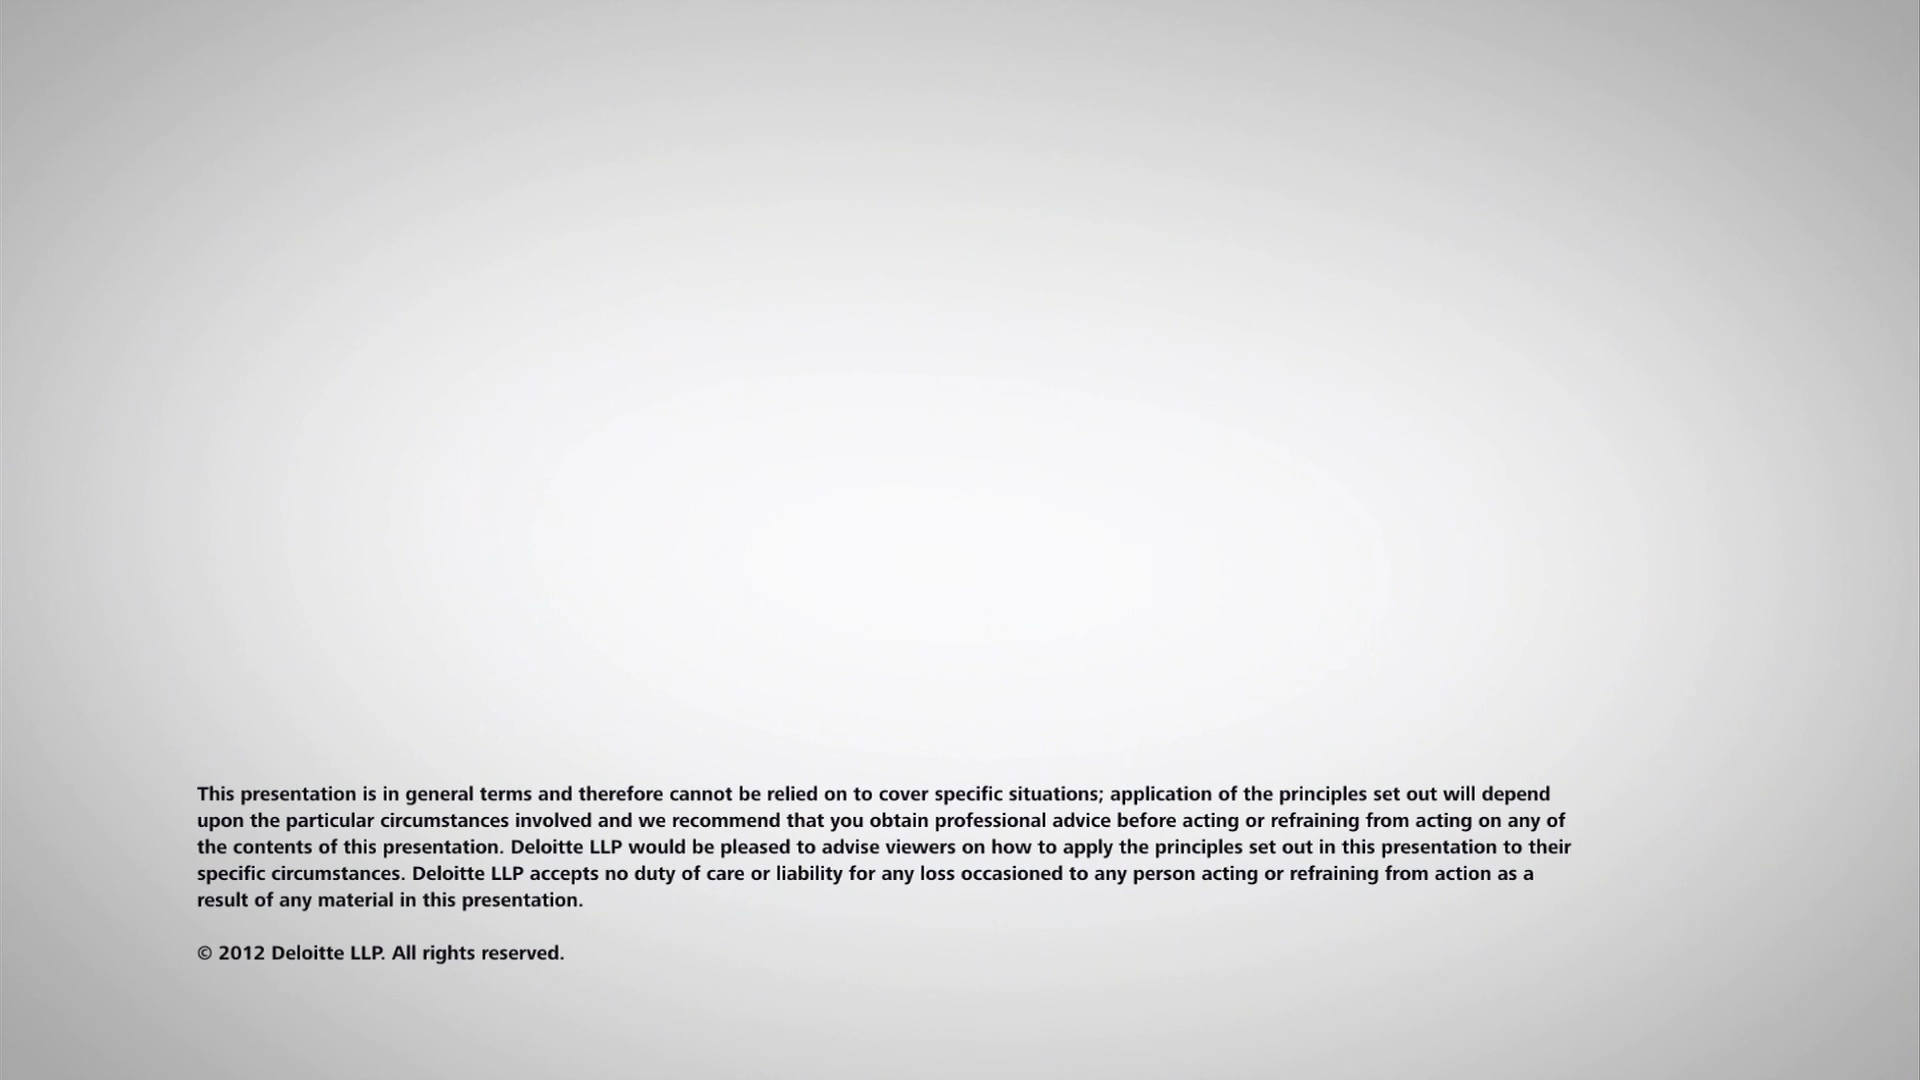 This presentation is in general terms and therefore cannot be relied on to cover specific situations; application of the principles set out will depend
upon the particular circumstances involved and we recommend that you obtain professional advice before acting or refraining from acting on any of
the contents of this presentation. Deloitte LLP would be pleased to advise viewers on how to apply the principles set out in this presentation to their
specific circumstances. Deloitte LLP accepts no duty of care or liability for any loss occasioned to any person acting or refraining from action as a
result of any material in this presentation.
© 2012 Deloitte LLP. All rights reserved.